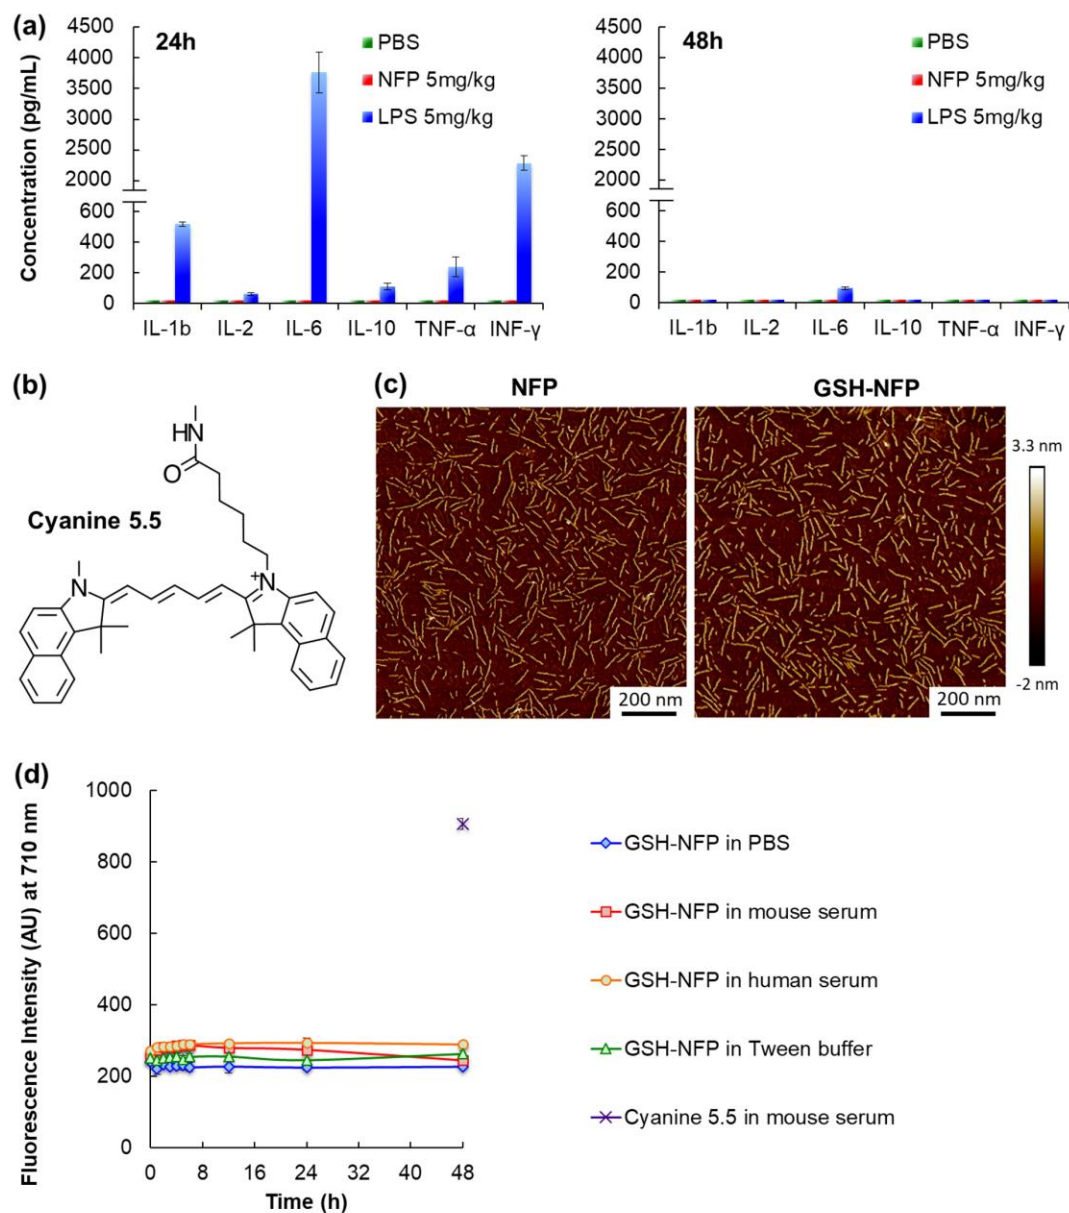 (a)
24h
PBS
NFP 5mg/kg
LPS 5mg/kg
Concentration (pg/mL)
4500
4000
3500
3000
2500
2000
600
400
200
0
IL-1b IL-2 IL-6 IL-10 TNF-α INF-γ
48h
PBS
NFP 5mg/kg
LPS 5mg/kg
4500
4000
3500
3000
2500
2000
600
400
200
0
IL-1b IL-2 IL-6 IL-10 TNF-α INF-γ
(b)
HN
O
Cyanine 5.5
N
N+
(c)
NFP
GSH-NFP
200 nm
200 nm
3.3 nm
-2 nm
(d)
Fluorescence Intensity (AU) at 710 nm
1000
800
600
400
200
0
0 8 16 24 32 40 48
Time (h)
GSH-NFP in PBS
GSH-NFP in mouse serum
GSH-NFP in human serum
GSH-NFP in Tween buffer
Cyanine 5.5 in mouse serum